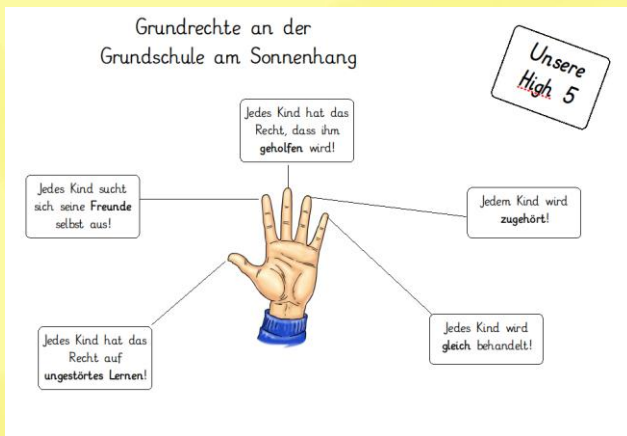 Grundrechte an der
Grundschule am Sonnenhang
Unsere
High 5
Jedes Kind hat das
Recht, dass ihm
geholfen wird!
Jedes Kind sucht
sich seine Freunde
selbst aus!
Jedem Kind wird
zugehört!
Jedes Kind hat das
Recht auf
ungestörtes Lernen!
Jedes Kind wird
gleich behandelt!